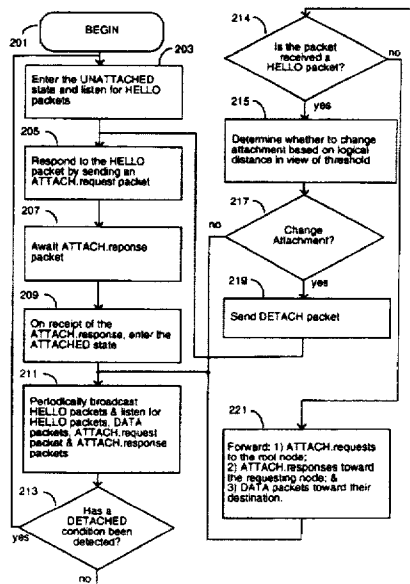 201
BEGIN
203
Enter the UNATTACHED
state and listen for HELLO
packets
205
Respond to the HELLO
packet by sending an
ATTACH.request packet
207
Await ATTACH.reponse
packet
209
On receipt of the
ATTACH.response, enter the
ATTACHED state
211
Periodically broadcast
HELLO packets & listen for
HELLO packets, DATA
packets, ATTACH.request
packet & ATTACH.response
packets
213
Has a
DETACHED
condition been
detected?
yes
no
214
Is the packet
received a
HELLO packet?
no
yes
215
Determine whether to change
attachment based on logical
distance in view of threshold
217
no
Change
Attachment?
yes
219
Send DETACH packet
221
Forward: 1) ATTACH.requests
to the root node;
2) ATTACH.responses toward
the requesting node; &
3) DATA packets toward their
destination.